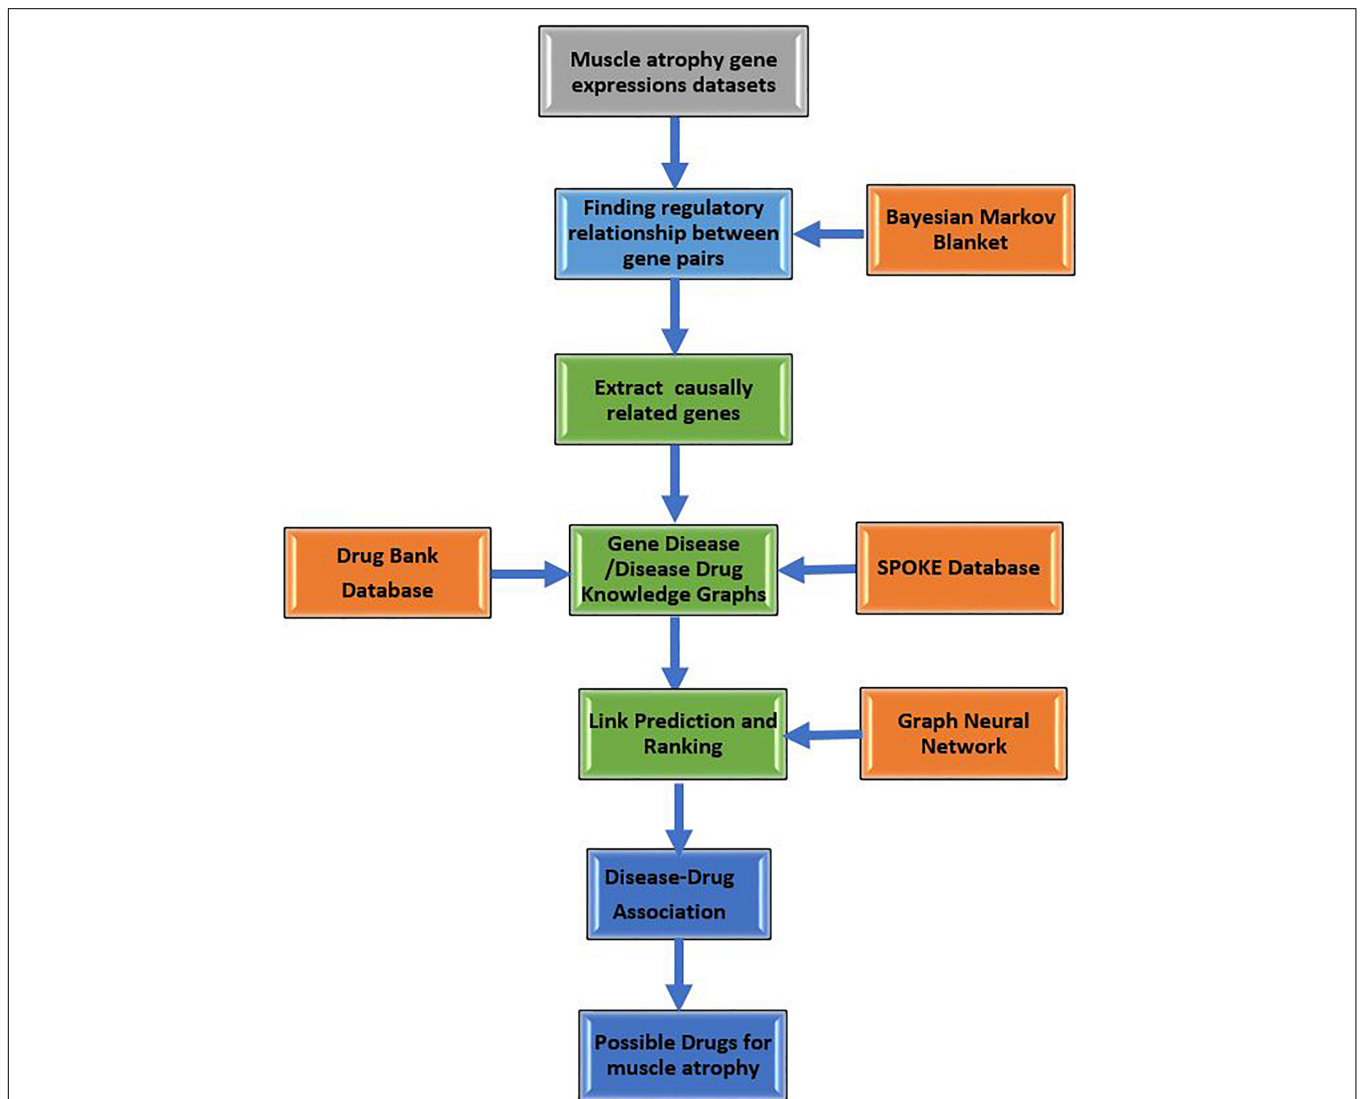 Muscle atrophy gene
expressions datasets
Finding regulatory
relationship between
gene pairs
Bayesian Markov
Blanket
Extract causally
related genes
Drug Bank
Database
Gene Disease
/Disease Drug
Knowledge Graphs
SPOKE Database
Link Prediction and
Ranking
Graph Neural
Network
Disease-Drug
Association
Possible Drugs for
muscle atrophy